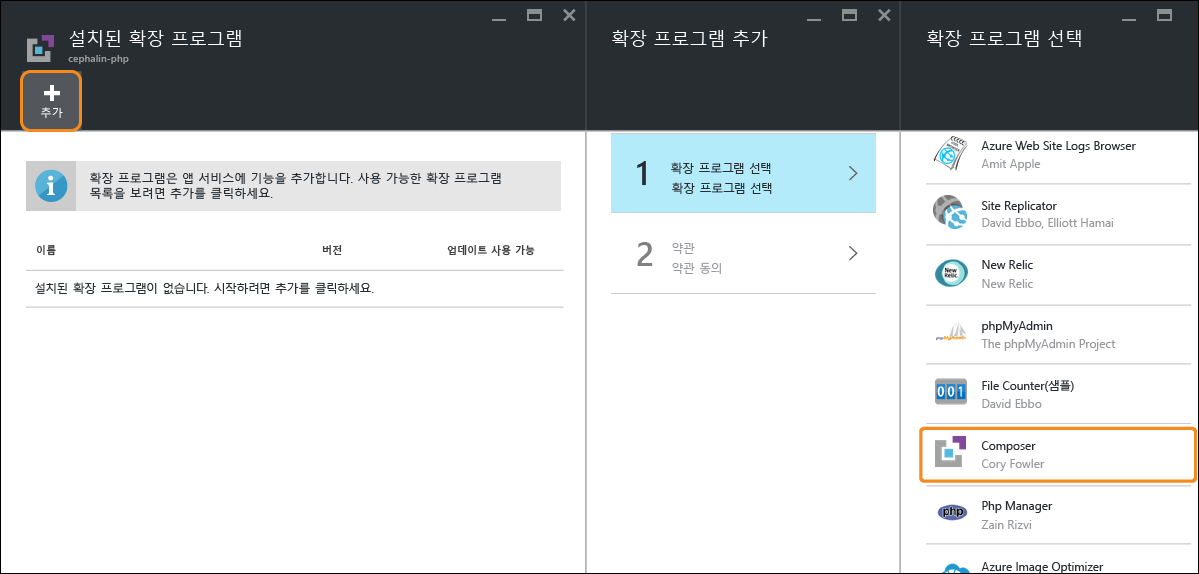 설치된 확장 프로그램
cephalin-php
추가
확장 프로그램은 앱 서비스에 기능을 추가합니다. 사용 가능한 확장 프로그램
목록을 보려면 추가를 클릭하세요.
이름 버전 업데이트 사용 가능
설치된 확장 프로그램이 없습니다. 시작하려면 추가를 클릭하세요.
확장 프로그램 추가
1 확장 프로그램 선택
확장 프로그램 선택
2 약관
약관 동의
확장 프로그램 선택
Azure Web Site Logs Browser
Amit Apple
Site Replicator
David Ebbo, Elliott Hamai
New Relic.
New Relic
New Relic
phpMyAdmin
phpMyAdmin
The phpMyAdmin Project
001
File Counter(샘플)
David Ebbo
Composer
Cory Fowler
php
Php Manager
Zain Rizvi
Azure Image Optimizer